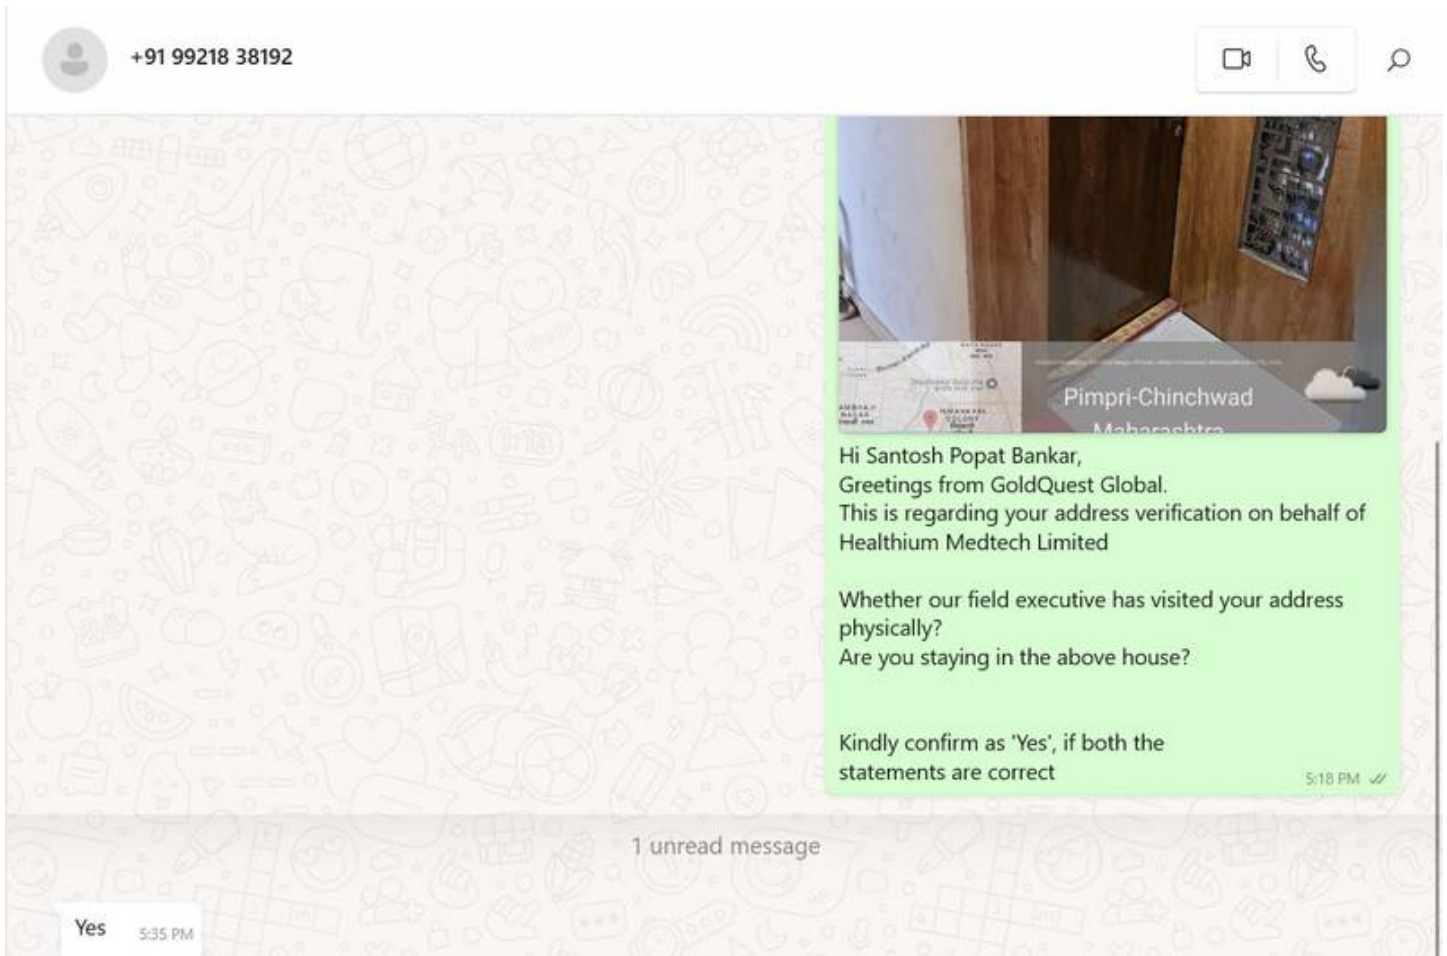 +91 99218 38192
Pimpri-Chinchwad
Maharashtra
Hi Santosh Popat Bankar,
Greetings from GoldQuest Global.
This is regarding your address verification on behalf of
Healthium Medtech Limited
Whether our field executive has visited your address
physically?
Are you staying in the above house?
Kindly confirm as 'Yes', if both the
statements are correct
5:18 PM
1 unread message
Yes
5:35 PM